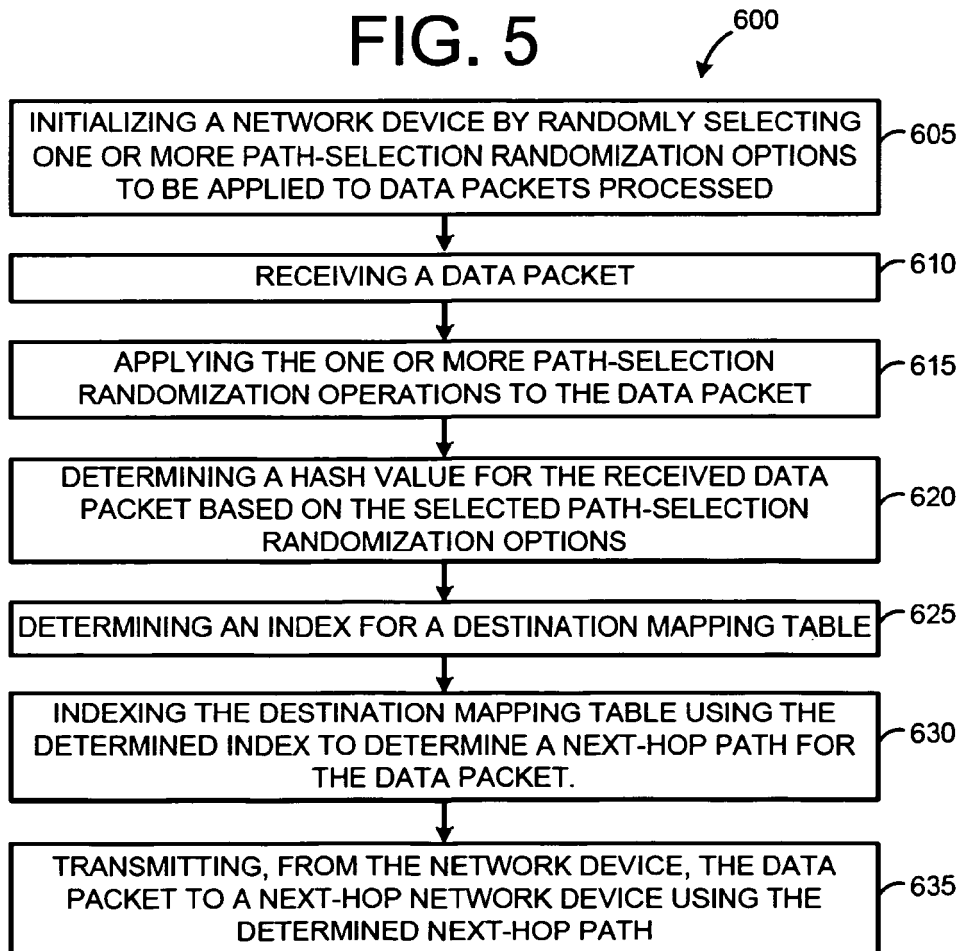 FIG. 5
600
INITIALIZING A NETWORK DEVICE BY RANDOMLY SELECTING
ONE OR MORE PATH-SELECTION RANDOMIZATION OPTIONS
TO BE APPLIED TO DATA PACKETS PROCESSED
605
RECEIVING A DATA PACKET
610
APPLYING THE ONE OR MORE PATH-SELECTION
RANDOMIZATION OPERATIONS TO THE DATA PACKET
615
DETERMINING A HASH VALUE FOR THE RECEIVED DATA
PACKET BASED ON THE SELECTED PATH-SELECTION
RANDOMIZATION OPTIONS
620
DETERMINING AN INDEX FOR A DESTINATION MAPPING TABLE
625
INDEXING THE DESTINATION MAPPING TABLE USING THE
DETERMINED INDEX TO DETERMINE A NEXT-HOP PATH FOR
THE DATA PACKET.
630
TRANSMITTING, FROM THE NETWORK DEVICE, THE DATA
PACKET TO A NEXT-HOP NETWORK DEVICE USING THE
DETERMINED NEXT-HOP PATH
635